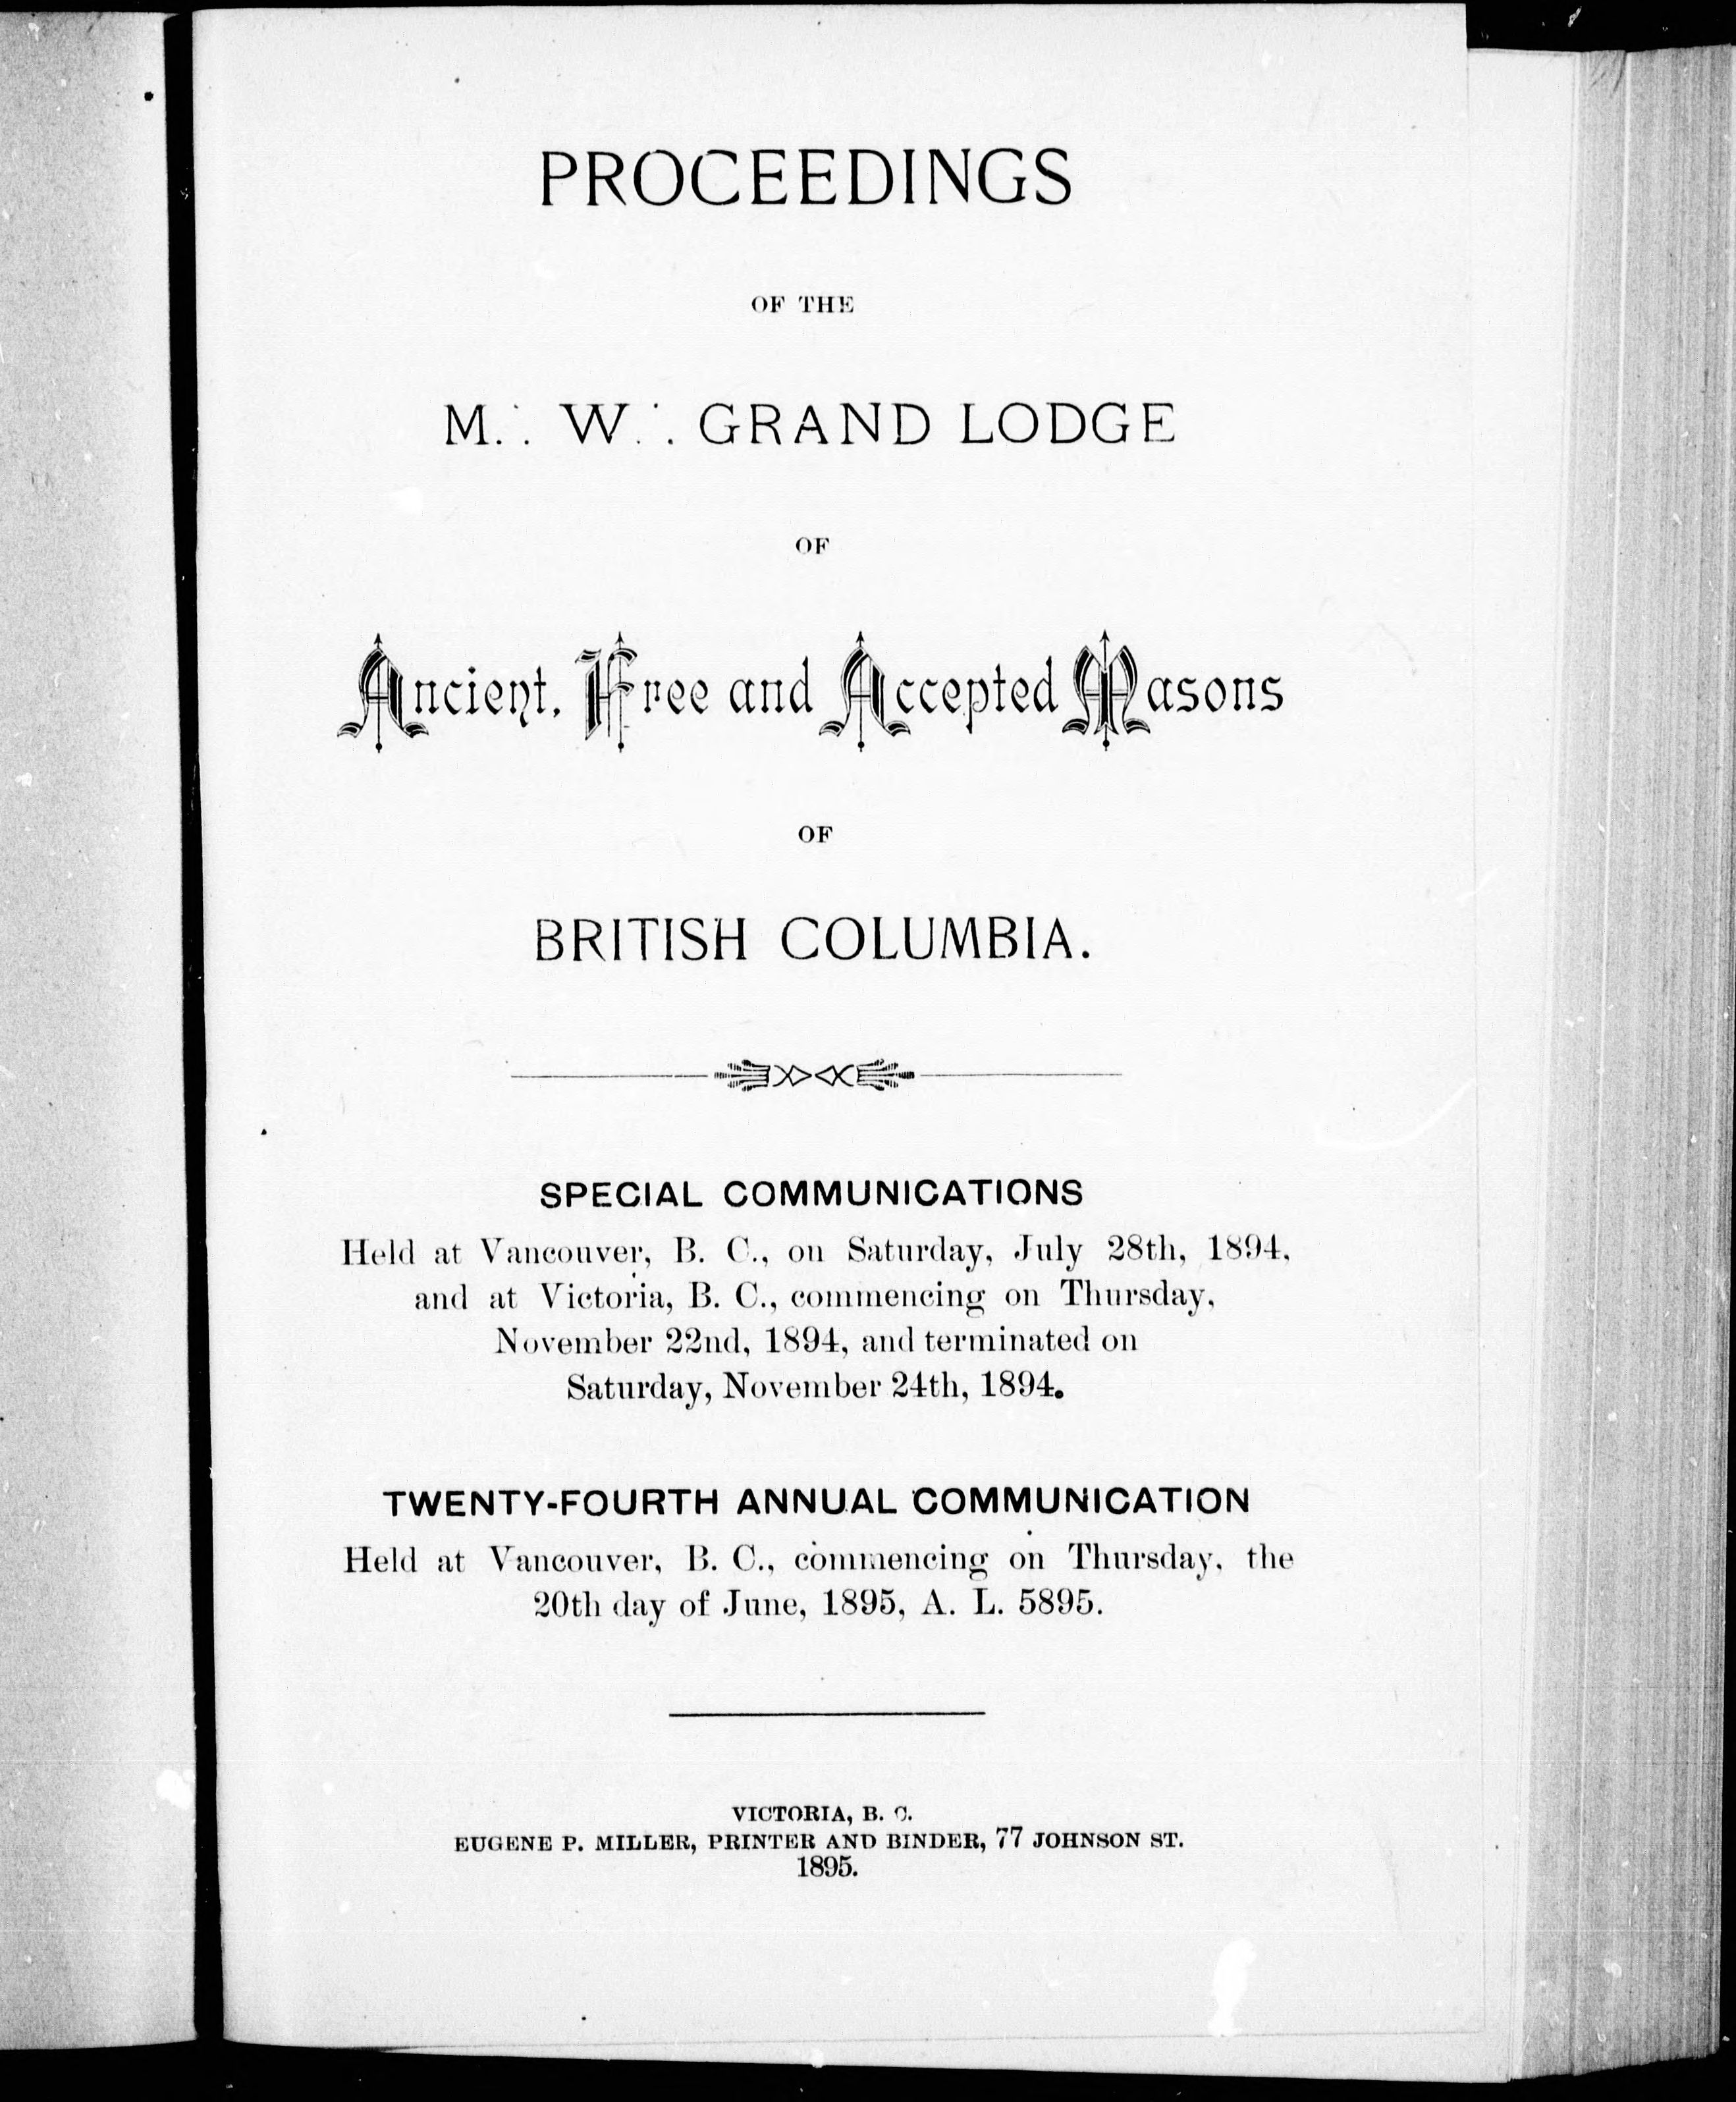 PROCEEDINGS
OF THE
M∴ W∴ GRAND LODGE
OF
Ancient, Free and Accepted Masons
OF
BRITISH COLUMBIA.
SPECIAL COMMUNICATIONS
Held at Vancouver, B. C., on Saturday, July 28th, 1894,
and at Victoria, B. C., commencing on Thursday,
November 22nd, 1894, and terminated on
Saturday, November 24th, 1894.
TWENTY-FOURTH ANNUAL COMMUNICATION
Held at Vancouver, B. C., commencing on Thursday, the
20th day of June, 1895, A. L. 5895.
VICTORIA, B. C.
EUGENE P. MILLER, PRINTER AND BINDER, 77 JOHNSON ST.
1895.